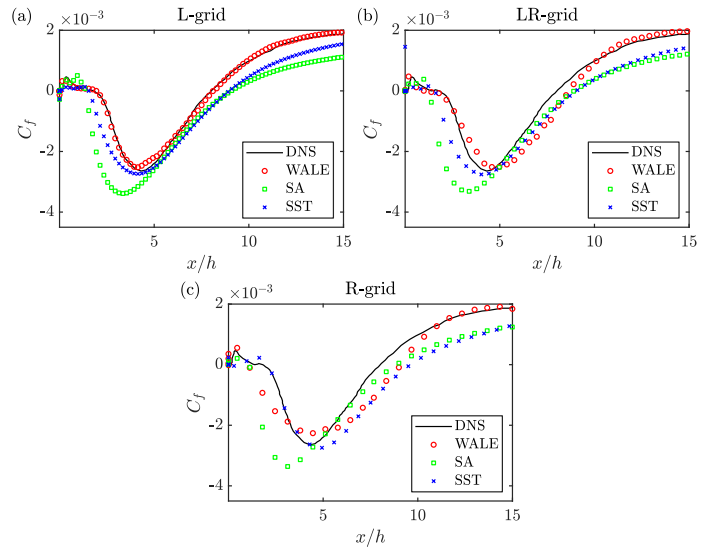 (a)
L-grid
×10⁻³
2
0
-2
-4
C_f
DNS
WALE
SA
SST
5
10
15
x/h
(b)
LR-grid
×10⁻³
2
0
-2
-4
C_f
DNS
WALE
SA
SST
5
10
15
x/h
(c)
R-grid
×10⁻³
2
0
-2
-4
C_f
DNS
WALE
SA
SST
5
10
15
x/h